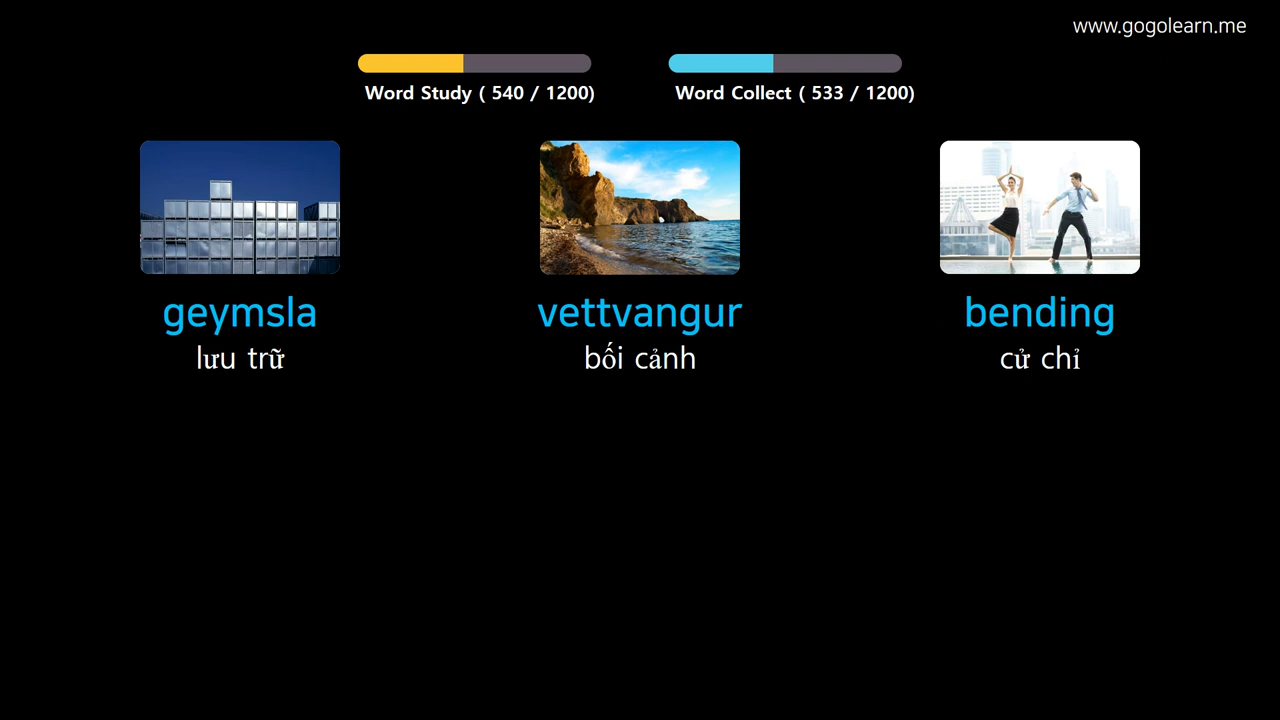 www.gogolearn.me
Word Study ( 540 / 1200)
Word Collect ( 533 / 1200)
geymsla
vettvangur
bending
lưu trữ
bối cảnh
cử chỉ